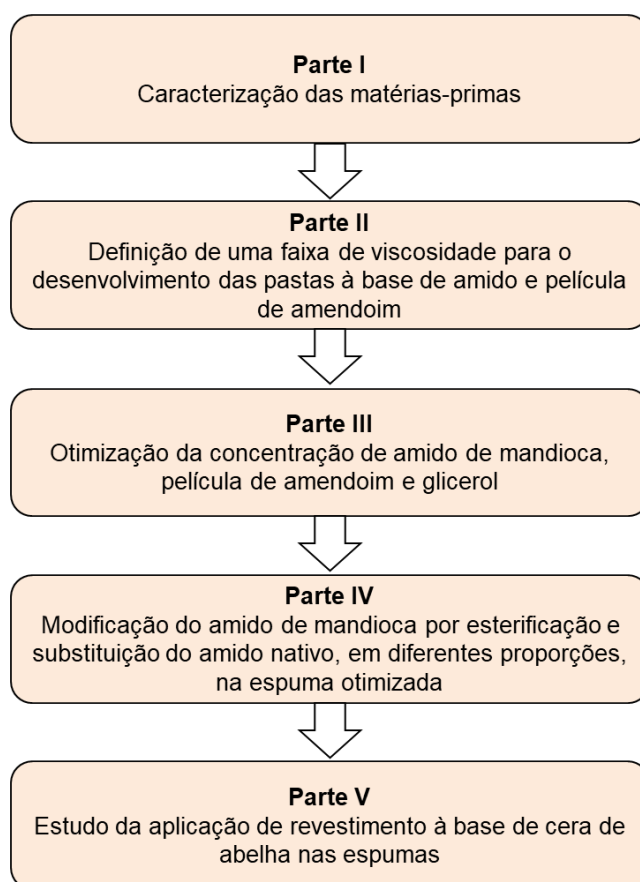 Parte I
Caracterização das matérias-primas
Parte II
Definição de uma faixa de viscosidade para o
desenvolvimento das pastas à base de amido e película
de amendoim
Parte III
Otimização da concentração de amido de mandioca,
película de amendoim e glicerol
Parte IV
Modificação do amido de mandioca por esterificação e
substituição do amido nativo, em diferentes proporções,
na espuma otimizada
Parte V
Estudo da aplicação de revestimento à base de cera de
abelha nas espumas